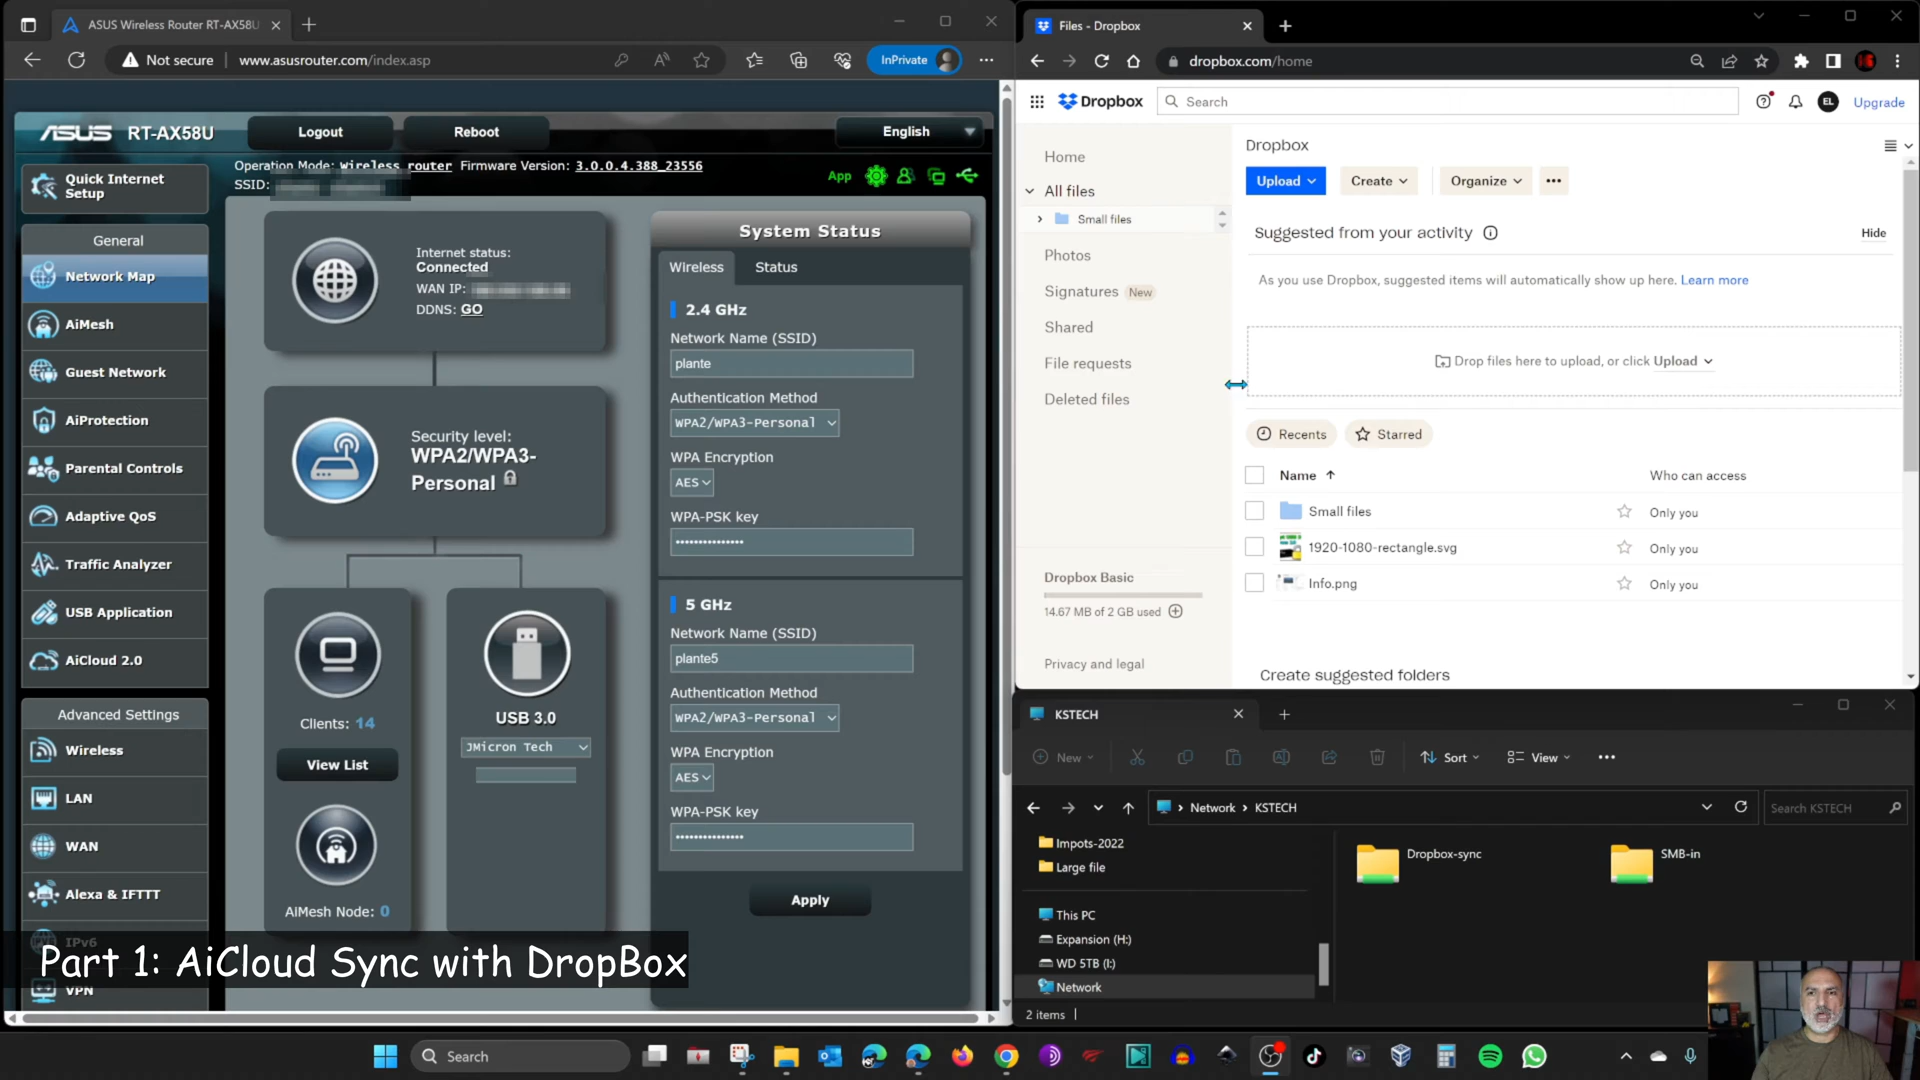 ASUS Wireless Router RT-AX58U
Not secure
www.asusrouter.com/index.asp
InPrivate
ASUS RT-AX58U
Logout
Reboot
English
Operation Mode: Wireless router Firmware Version: 3.0.0.4.388_23556
SSID:
App
Quick Internet
Setup
General
Network Map
AiMesh
Guest Network
AiProtection
Parental Controls
Adaptive QoS
Traffic Analyzer
USB Application
AiCloud 2.0
Advanced Settings
Wireless
LAN
WAN
Alexa & IFTTT
IPv6
VPN
Internet status:
Connected
WAN IP:
DDNS: GO
Security level:
WPA2/WPA3-
Personal
Clients: 14
View List
AiMesh Node: 0
USB 3.0
JMicron Tech
System Status
Wireless
Status
2.4 GHz
Network Name (SSID)
plante
Authentication Method
WPA2/WPA3-Personal
WPA Encryption
AES
WPA-PSK key
5 GHz
Network Name (SSID)
plante5
Authentication Method
WPA2/WPA3-Personal
WPA Encryption
AES
WPA-PSK key
Apply
Part 1: AiCloud Sync with DropBox
Files - Dropbox
dropbox.com/home
Dropbox
Search
EL
Upgrade
Home
All files
Small files
Photos
Signatures New
Shared
File requests
Deleted files
Dropbox Basic
14.67 MB of 2 GB used
Privacy and legal
Dropbox
Upload
Create
Organize
Suggested from your activity
Hide
As you use Dropbox, suggested items will automatically show up here. Learn more
Drop files here to upload, or click Upload
Recents
Starred
Name
Who can access
Small files
Only you
1920-1080-rectangle.svg
Only you
Info.png
Only you
Create suggested folders
KSTECH
New
Sort
View
Network
KSTECH
Search KSTECH
Impots-2022
Large file
This PC
Expansion (H:)
WD 5TB (I:)
Network
Dropbox-sync
SMB-in
2 items
Search